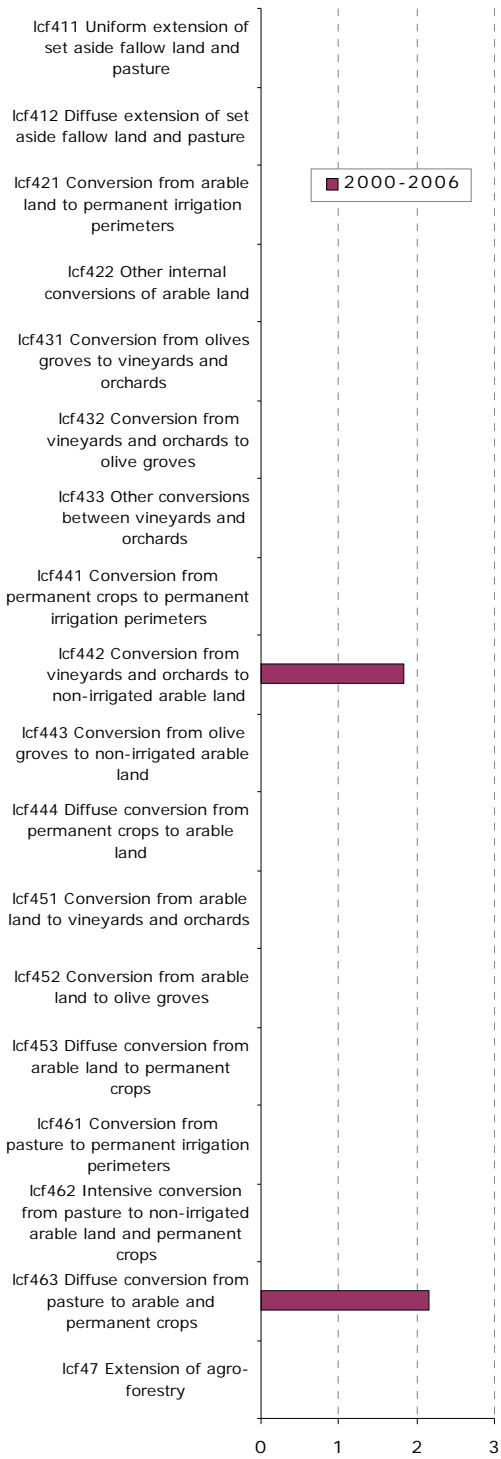 lcf411 Uniform extension of
set aside fallow land and
pasture
lcf412 Diffuse extension of set
aside fallow land and pasture
lcf421 Conversion from arable
land to permanent irrigation
perimeters
2000-2006
lcf422 Other internal
conversions of arable land
lcf431 Conversion from olives
groves to vineyards and
orchards
lcf432 Conversion from
vineyards and orchards to
olive groves
lcf433 Other conversions
between vineyards and
orchards
lcf441 Conversion from
permanent crops to permanent
irrigation perimeters
lcf442 Conversion from
vineyards and orchards to
non-irrigated arable land
lcf443 Conversion from olive
groves to non-irrigated arable
land
lcf444 Diffuse conversion from
permanent crops to arable
land
lcf451 Conversion from arable
land to vineyards and orchards
lcf452 Conversion from arable
land to olive groves
lcf453 Diffuse conversion from
arable land to permanent
crops
lcf461 Conversion from
pasture to permanent irrigation
perimeters
lcf462 Intensive conversion
from pasture to non-irrigated
arable land and permanent
crops
lcf463 Diffuse conversion from
pasture to arable and
permanent crops
lcf47 Extension of agro-
forestry
0 1 2 3